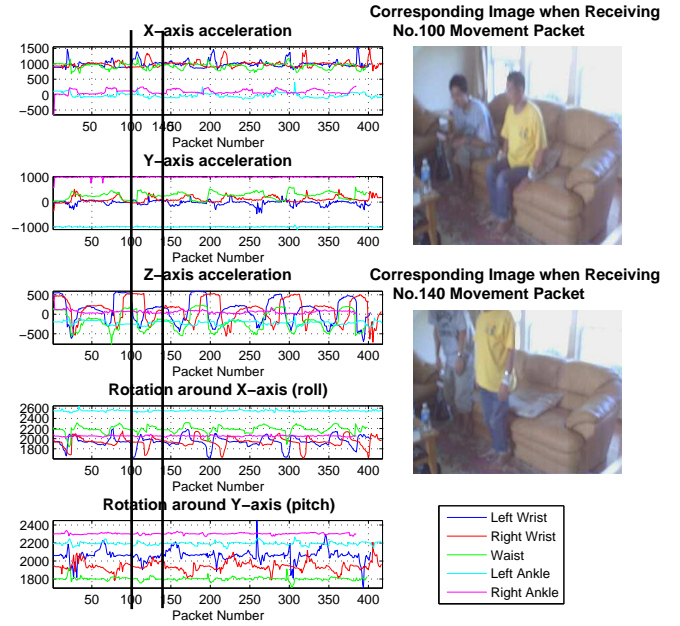 X-axis acceleration
1500
1000
500
0
-500
50 100 140 150 200 250 300 350 400
Packet Number
Y-axis acceleration
1000
0
-1000
50 100 150 200 250 300 350 400
Packet Number
Z-axis acceleration
500
0
-500
50 100 150 200 250 300 350 400
Packet Number
Rotation around X-axis (roll)
2600
2400
2200
2000
1800
50 100 150 200 250 300 350 400
Packet Number
Rotation around Y-axis (pitch)
2400
2200
2000
1800
50 100 140 150 200 250 300 350 400
Packet Number
Corresponding Image when Receiving
No.100 Movement Packet
Corresponding Image when Receiving
No.140 Movement Packet
Left Wrist
Right Wrist
Waist
Left Ankle
Right Ankle